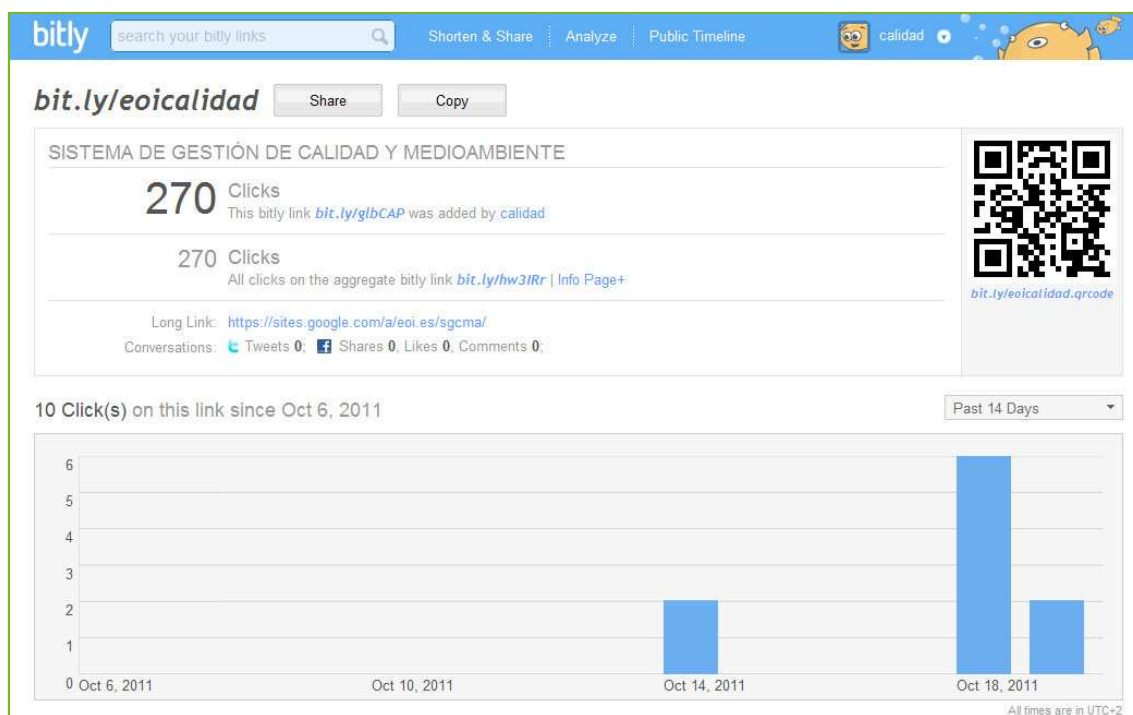 bitly search your bitly links Shorten & Share Analyze Public Timeline calidad
bit.ly/eoicalidad Share Copy
SISTEMA DE GESTIÓN DE CALIDAD Y MEDIOAMBIENTE
270 Clicks
This bitly link bit.ly/glbCAP was added by calidad
270 Clicks
All clicks on the aggregate bitly link bit.ly/hw3IRr | Info Page+
bit.ly/eoicalidad.qrcode
Long Link: https://sites.google.com/a/eoi.es/sgcma/
Conversations: Tweets 0; Shares 0, Likes 0, Comments 0;
10 Click(s) on this link since Oct 6, 2011 Past 14 Days
6
5
4
3
2
1
0 Oct 6, 2011 Oct 10, 2011 Oct 14, 2011 Oct 18, 2011
All times are in UTC+2